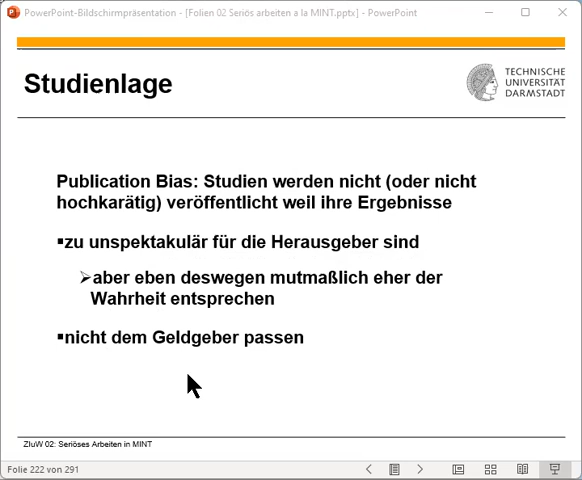 PowerPoint-Bildschirmpräsentation - [Folien 02 Seriös arbeiten a la MINT.pptx] - PowerPoint
Studienlage
TECHNISCHE
UNIVERSITÄT
DARMSTADT
Publication Bias: Studien werden nicht (oder nicht
hochkarätig) veröffentlicht weil ihre Ergebnisse
▪zu unspektakulär für die Herausgeber sind
➢aber eben deswegen mutmaßlich eher der
Wahrheit entsprechen
▪nicht dem Geldgeber passen
ZIuW 02: Seriöses Arbeiten in MINT
Folie 222 von 291